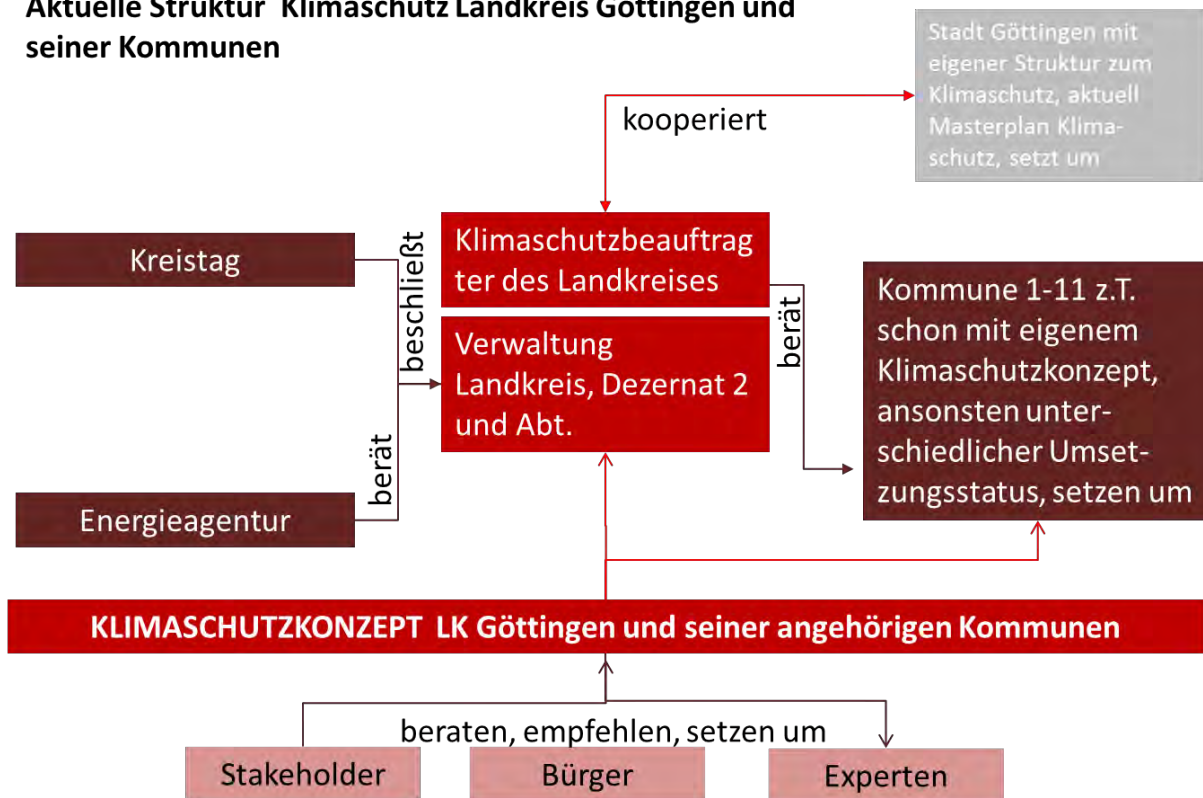 Aktuelle Struktur Klimaschutz Landkreis Göttingen und
seiner Kommunen
Stadt Göttingen mit
eigener Struktur zum
Klimaschutz, aktuell
Masterplan Klima-
schutz, setzt um
kooperiert
Kreistag
beschließt
Klimaschutzbeauftrag
ter des Landkreises
Verwaltung
Landkreis, Dezernat 2
und Abt.
berät
Kommune 1-11 z.T.
schon mit eigenem
Klimaschutzkonzept,
ansonsten unter-
schiedlicher Umset-
zungsstatus, setzen um
berät
Energieagentur
KLIMASCHUTZKONZEPT LK Göttingen und seiner angehörigen Kommunen
beraten, empfehlen, setzen um
Stakeholder
Bürger
Experten